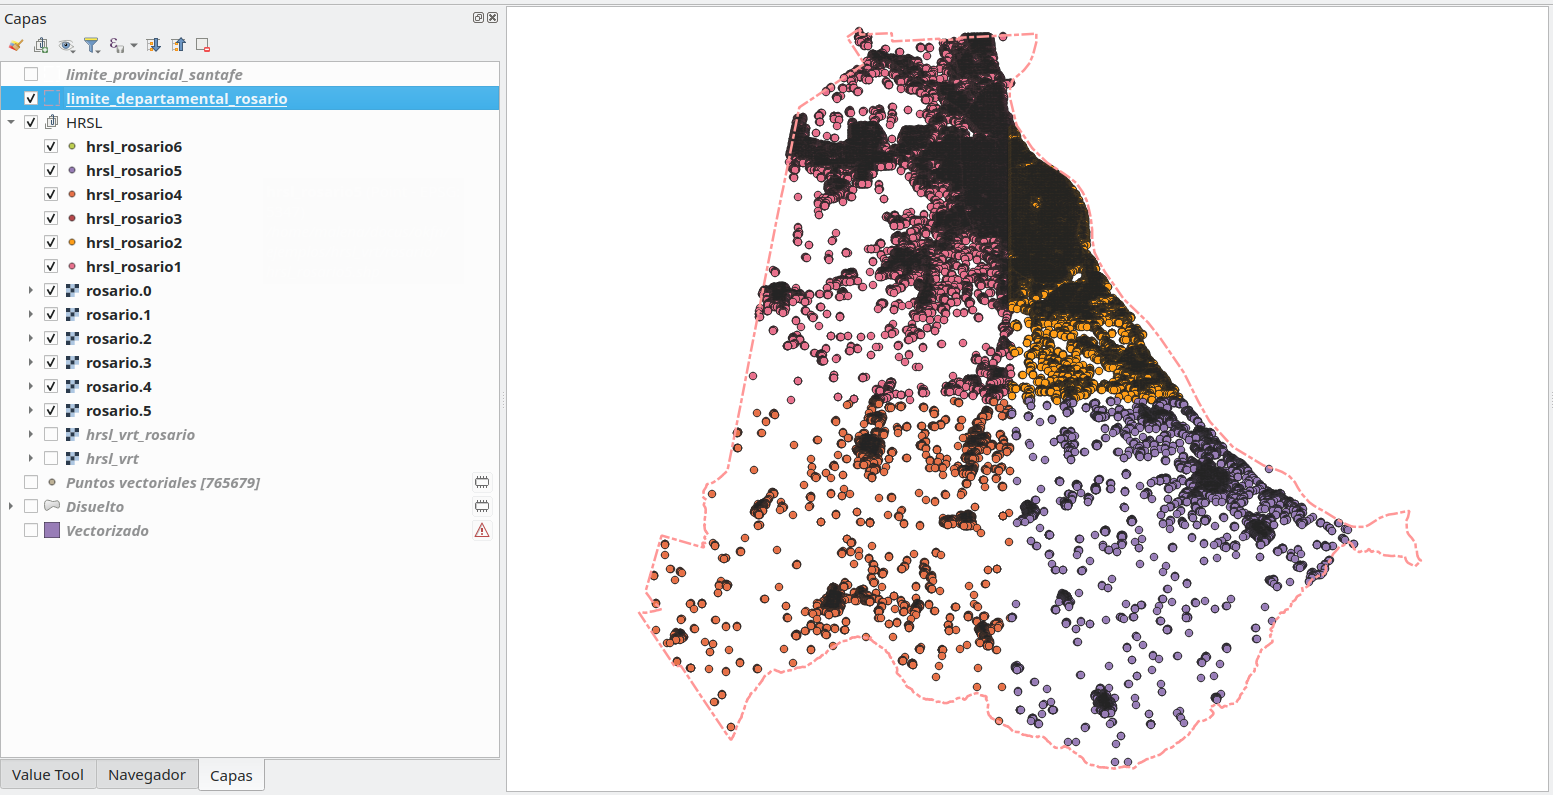 Capas
limite_provincial_santafe
limite_departamental_rosario
HRSL
hrsl_rosario6
hrsl_rosario5
hrsl_rosario4
hrsl_rosario3
hrsl_rosario2
hrsl_rosario1
rosario.0
rosario.1
rosario.2
rosario.3
rosario.4
rosario.5
hrsl_vrt_rosario
hrsl_vrt
Puntos vectoriales [765679]
Disuelto
Vectorizado
Value Tool Navegador Capas